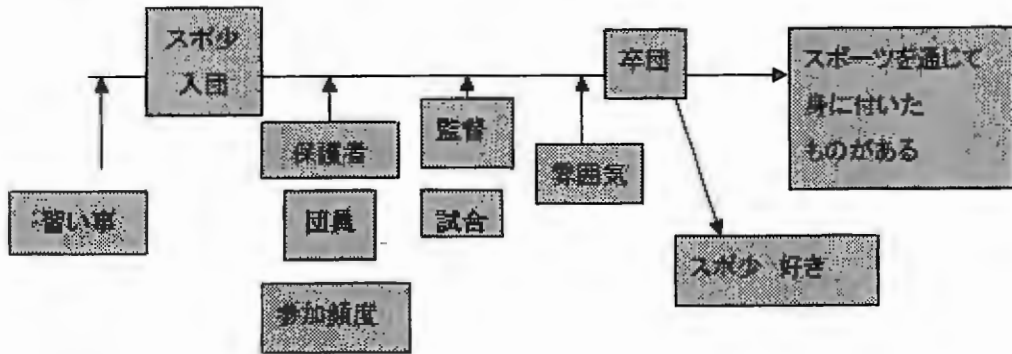 スポ少
入団
卒団
スポーツを通じて
身に付いた
ものがある
保護者
監督
雰囲気
習い事
団員
試合
スポ少 好き
参加頻度